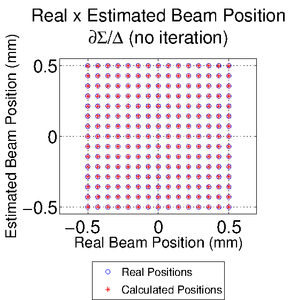 Real x Estimated Beam Position
∂Σ/Δ (no iteration)
Estimated Beam Position (mm)
0.5
0
−0.5
−0.5
0
0.5
Real Beam Position (mm)
Real Positions
Calculated Positions